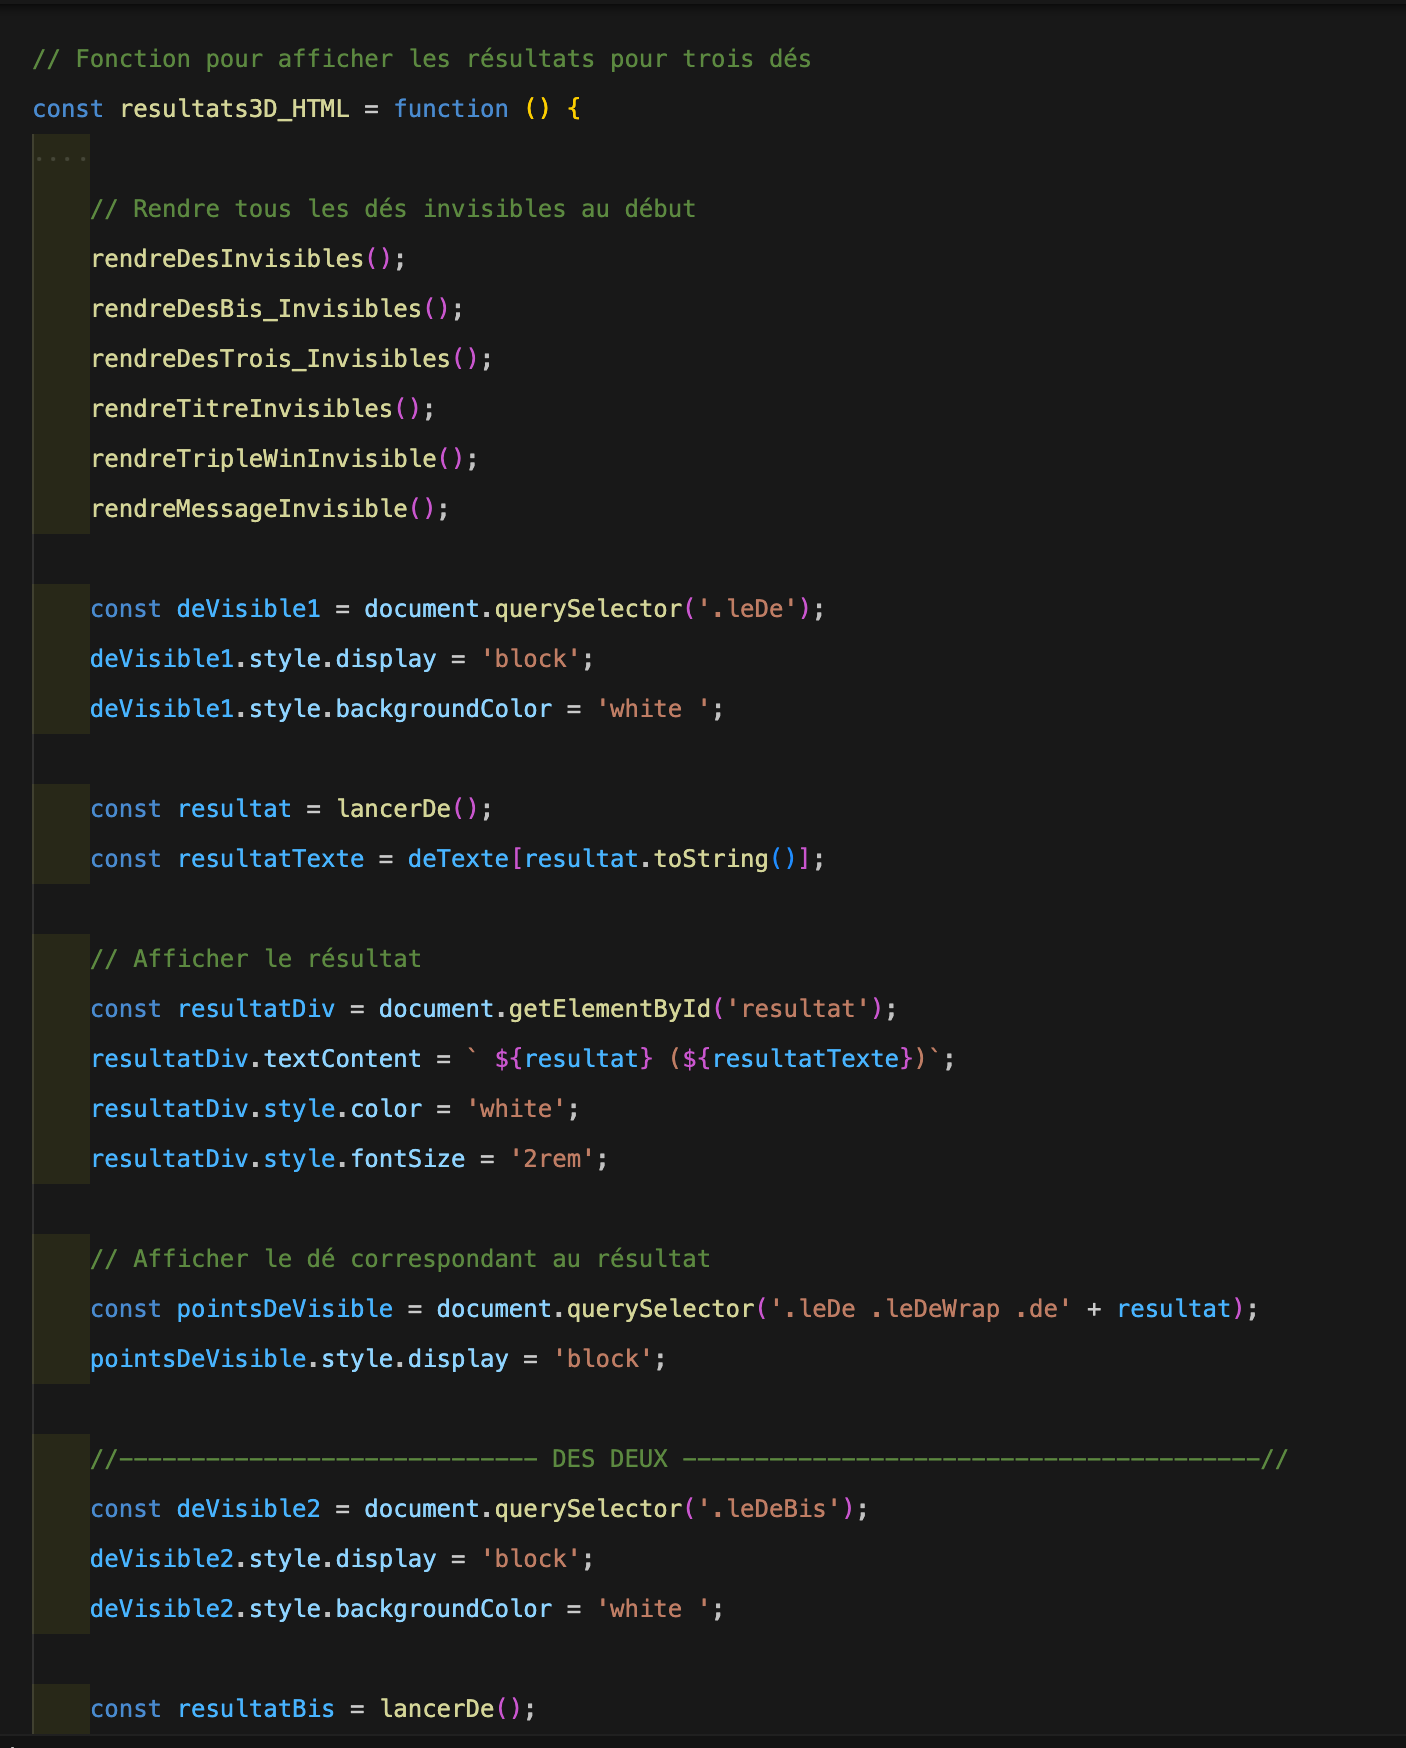 // Fonction pour afficher les résultats pour trois dés
const resultats3D_HTML = function () {
// Rendre tous les dés invisibles au début
rendreDesInvisibles();
rendreDesBis_Invisibles();
rendreDesTrois_Invisibles();
rendreTitreInvisibles();
rendreTripleWinInvisible();
rendreMessageInvisible();
const deVisible1 = document.querySelector('.leDe');
deVisible1.style.display = 'block';
deVisible1.style.backgroundColor = 'white ';
const resultat = lancerDe();
const resultatTexte = deTexte[resultat.toString()];
// Afficher le résultat
const resultatDiv = document.getElementById('resultat');
resultatDiv.textContent = ` ${resultat} (${resultatTexte})`;
resultatDiv.style.color = 'white';
resultatDiv.style.fontSize = '2rem';
// Afficher le dé correspondant au résultat
const pointsDeVisible = document.querySelector('.leDe .leDeWrap .de' + resultat);
pointsDeVisible.style.display = 'block';
//----------------------------- DES DEUX ----------------------------------------//
const deVisible2 = document.querySelector('.leDeBis');
deVisible2.style.display = 'block';
deVisible2.style.backgroundColor = 'white ';
const resultatBis = lancerDe();